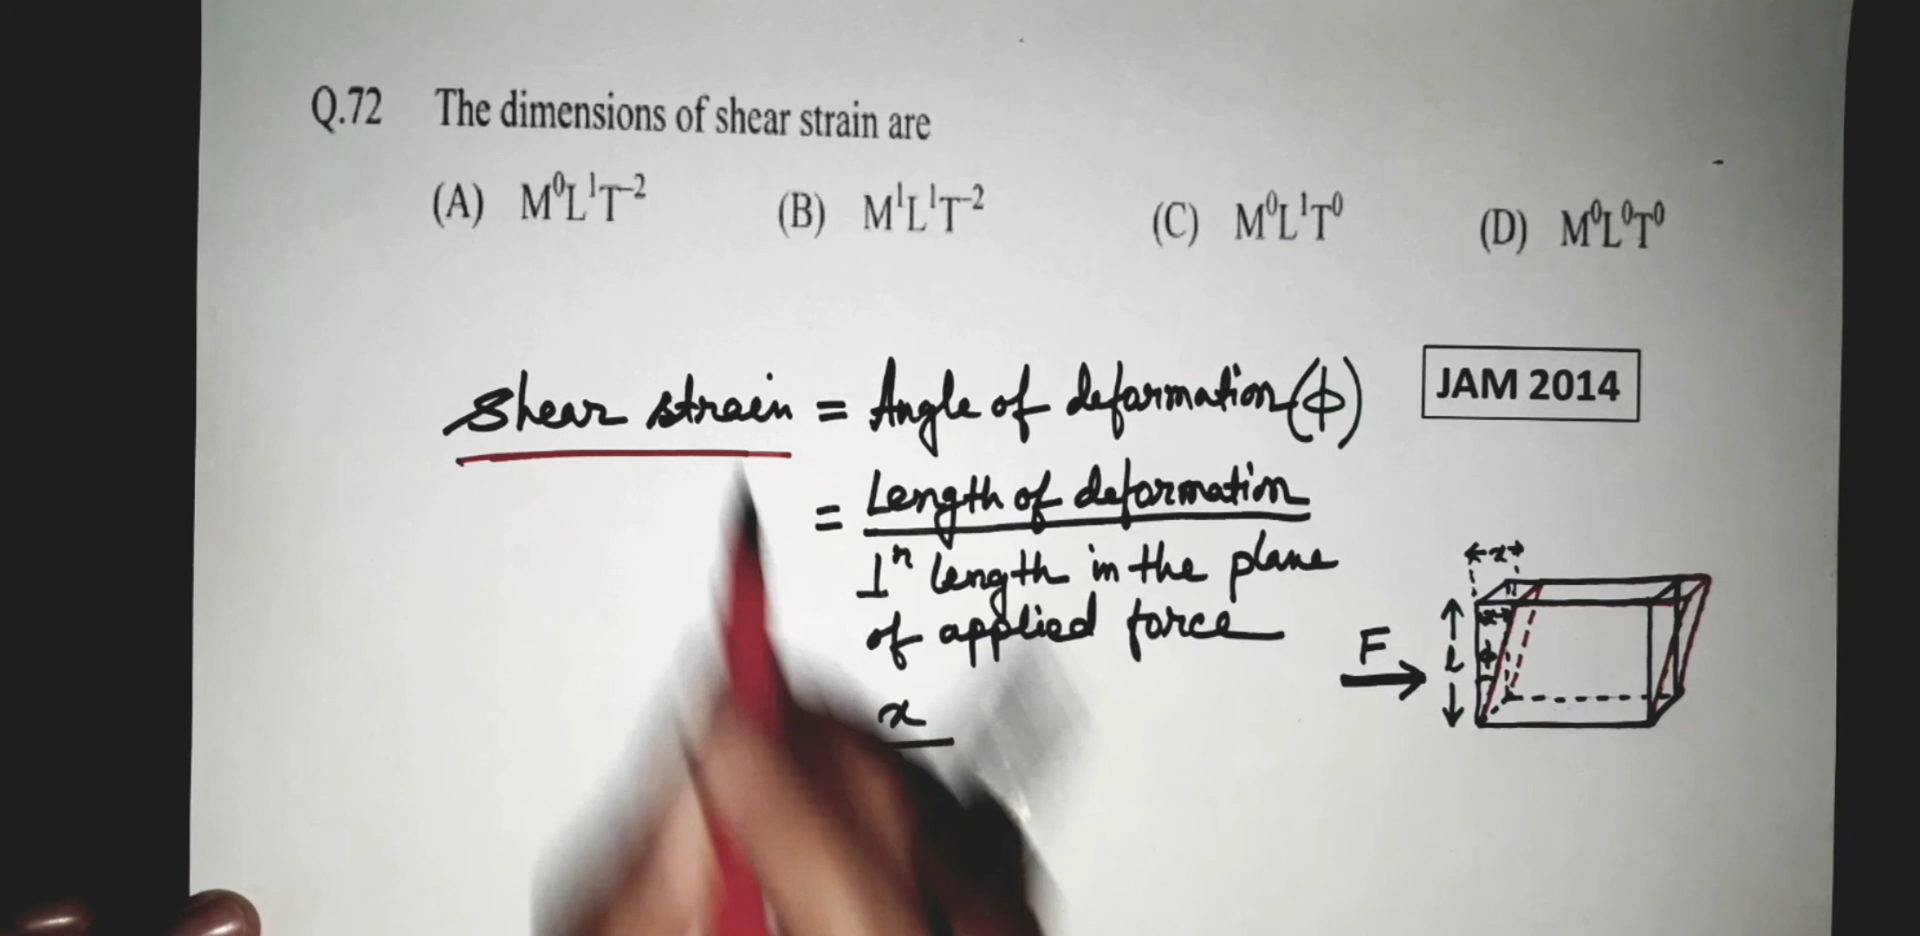 Q.72 The dimensions of shear strain are
(A) M⁰L¹T⁻² (B) M¹L¹T⁻² (C) M⁰L¹T⁰ (D) M⁰L⁰T⁰
JAM 2014
Shear strain = Angle of deformation (ϕ)
= Length of deformation
⊥ʳ length in the plane
of applied force
x
x
x
F
l
ϕ